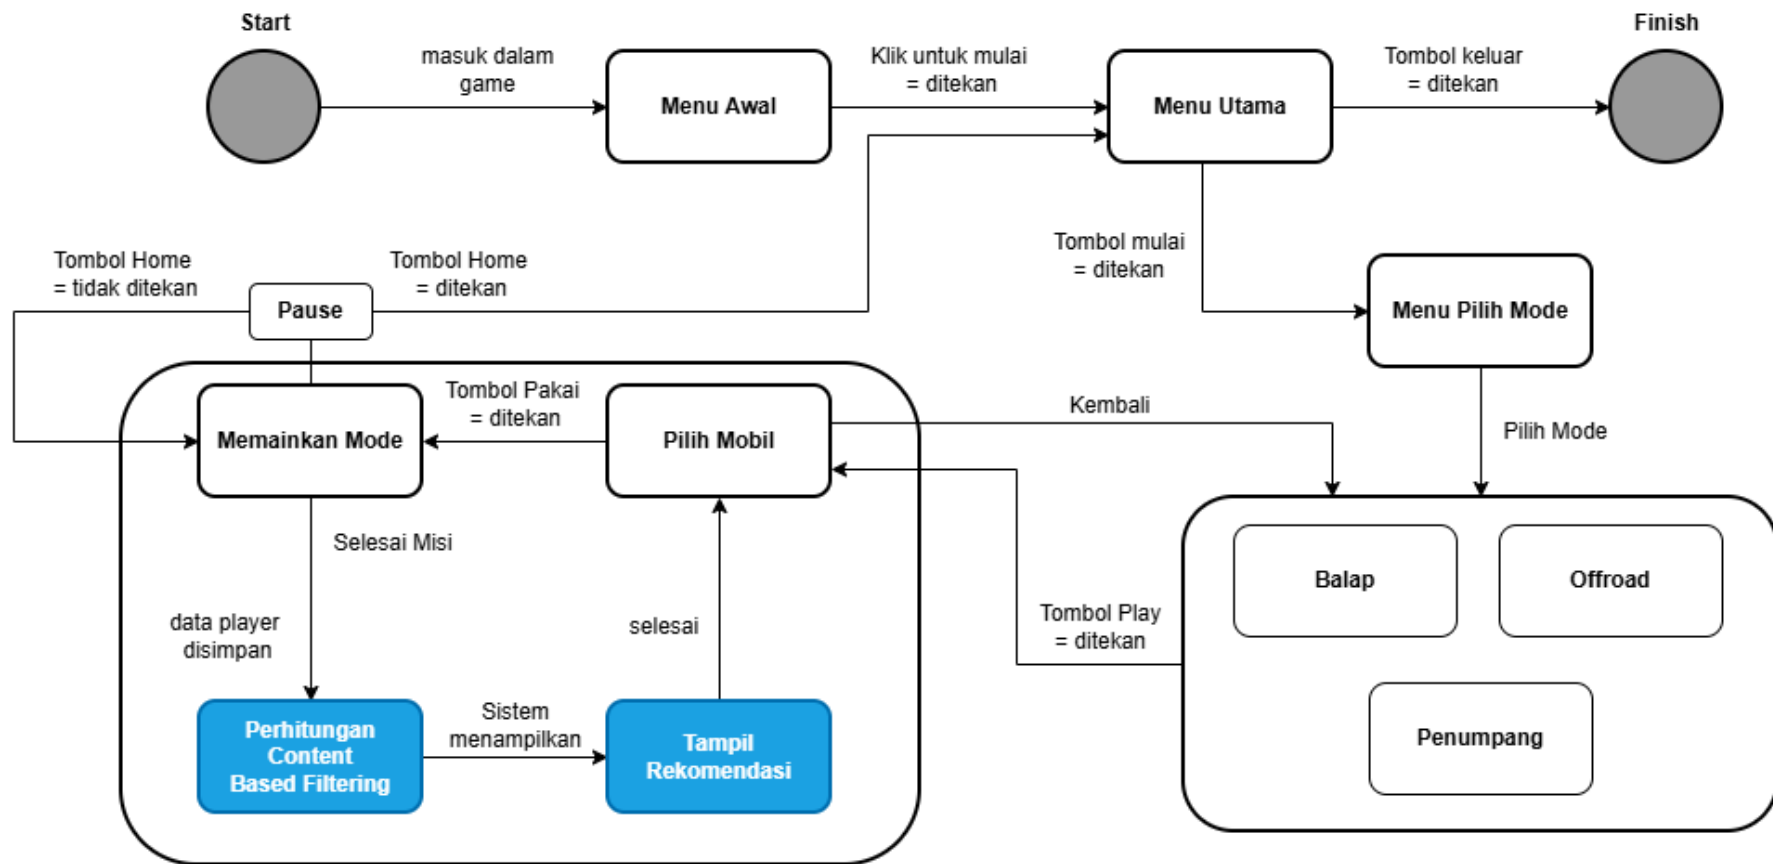 Start
Finish
masuk dalam
game
Klik untuk mulai
= ditekan
Tombol keluar
= ditekan
Menu Awal
Menu Utama
Tombol Home
= tidak ditekan
Tombol Home
= ditekan
Tombol mulai
= ditekan
Pause
Menu Pilih Mode
Tombol Pakai
= ditekan
Kembali
Memainkan Mode
Pilih Mobil
Pilih Mode
Selesai Misi
Balap
Offroad
data player
disimpan
selesai
Tombol Play
= ditekan
Perhitungan
Content
Based Filtering
Sistem
menampilkan
Tampil
Rekomendasi
Penumpang